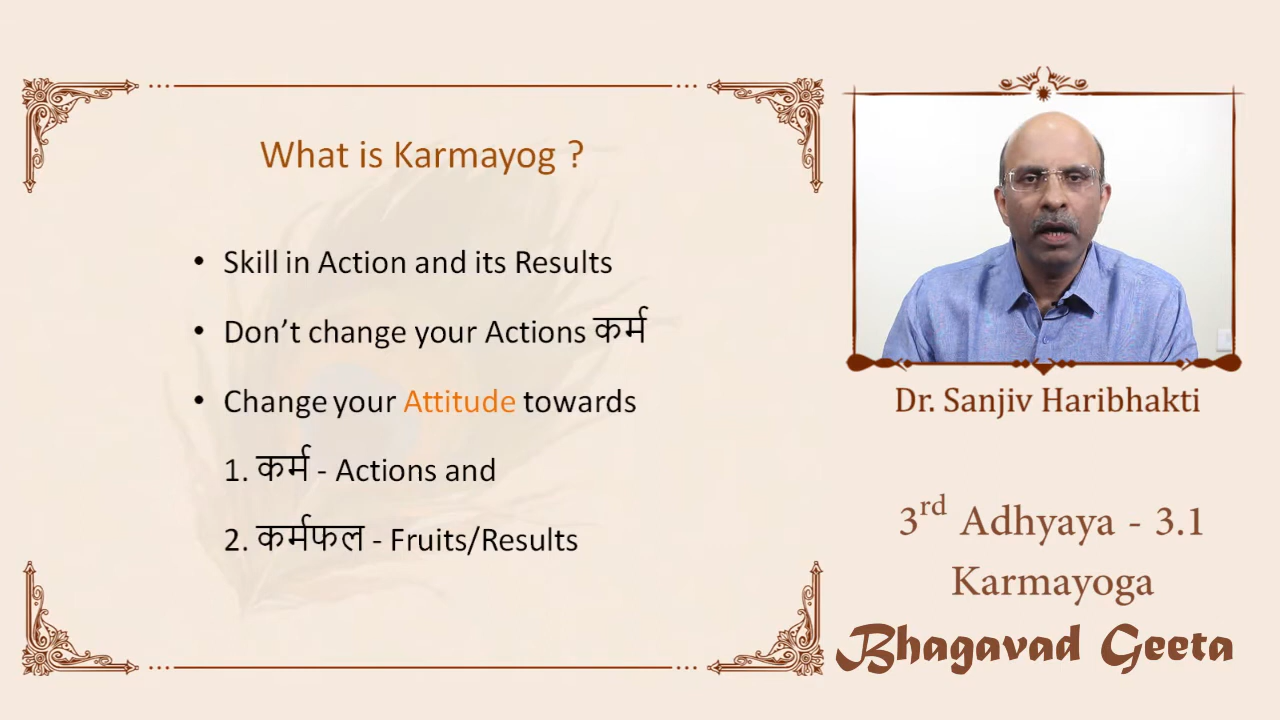 What is Karmayog ?
• Skill in Action and its Results
• Don’t change your Actions कर्म
• Change your Attitude towards
1. कर्म - Actions and
2. कर्मफल - Fruits/Results
Dr. Sanjiv Haribhakti
3rd Adhyaya - 3.1
Karmayoga
Bhagavad Geeta